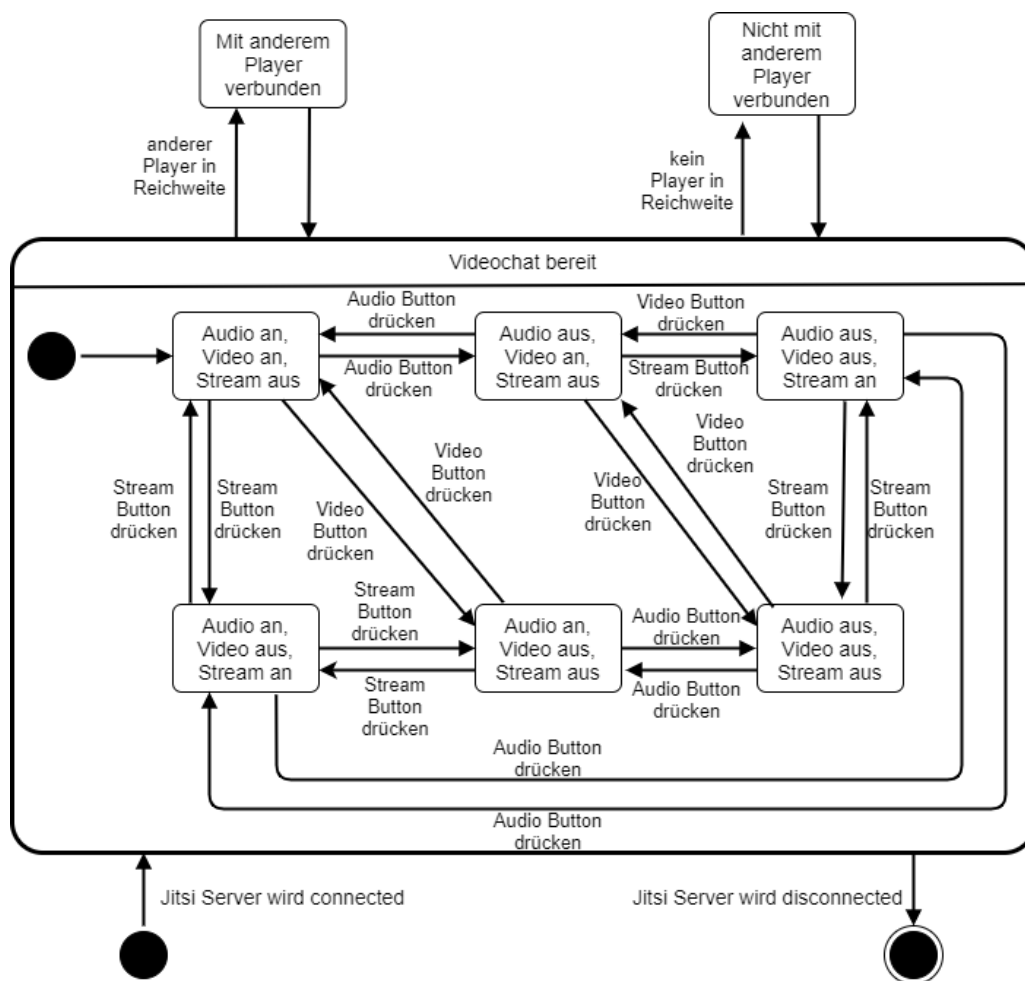 Mit anderem
Player
verbunden
Nicht mit
anderem
Player
verbunden
anderer
Player in
Reichweite
kein
Player in
Reichweite
Videochat bereit
Audio an,
Video an,
Stream aus
Audio Button
drücken
Audio Button
drücken
Audio aus,
Video an,
Stream aus
Video Button
drücken
Stream Button
drücken
Audio aus,
Video aus,
Stream an
Stream
Button
drücken
Stream
Button
drücken
Video
Button
drücken
Video
Button
drücken
Video
Button
drücken
Video
Button
drücken
Stream
Button
drücken
Stream
Button
drücken
Audio an,
Video aus,
Stream an
Stream
Button
drücken
Stream
Button
drücken
Audio an,
Video aus,
Stream aus
Audio Button
drücken
Audio Button
drücken
Audio aus,
Video aus,
Stream aus
Audio Button
drücken
Audio Button
drücken
Jitsi Server wird connected
Jitsi Server wird disconnected